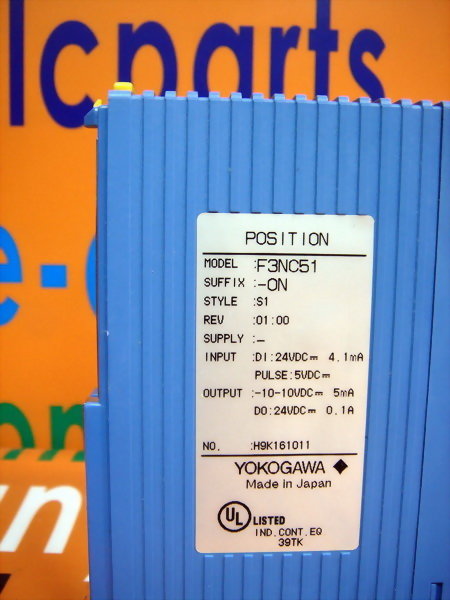 lcparts
e-
POSITION
MODEL :F3NC51
SUFFIX :-ON
STYLE :S1
REV :01:00
SUPPLY :-
INPUT :DI:24VDC⎓ 4.1mA
PULSE:5VDC⎓
OUTPUT :-10-10VDC⎓ 5mA
DO:24VDC⎓ 0.1A
NO. :H9K161011
YOKOGAWA ◆
Made in Japan
UL LISTED
IND.CONT.EQ
39TK